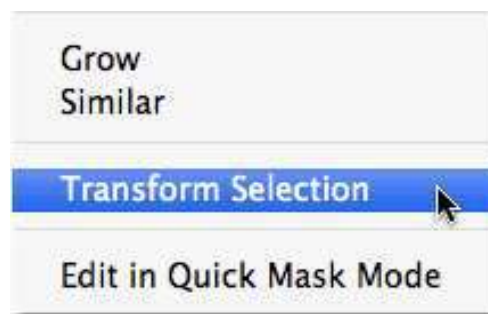 Grow
Similar
Transform Selection
Edit in Quick Mask Mode